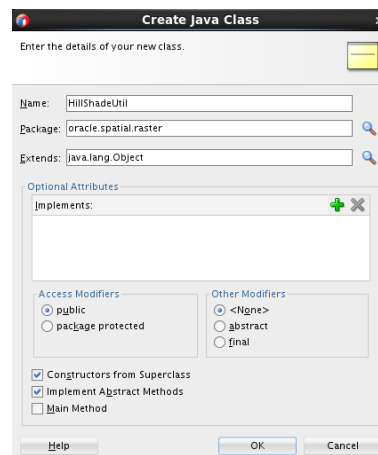 Create Java Class
Enter the details of your new class.
Name: HillShadeUtil
Package: oracle.spatial.raster
Extends: java.lang.Object
Optional Attributes
Implements:
Access Modifiers
public
package protected
Other Modifiers
<None>
abstract
final
Constructors from Superclass
Implement Abstract Methods
Main Method
Help OK Cancel